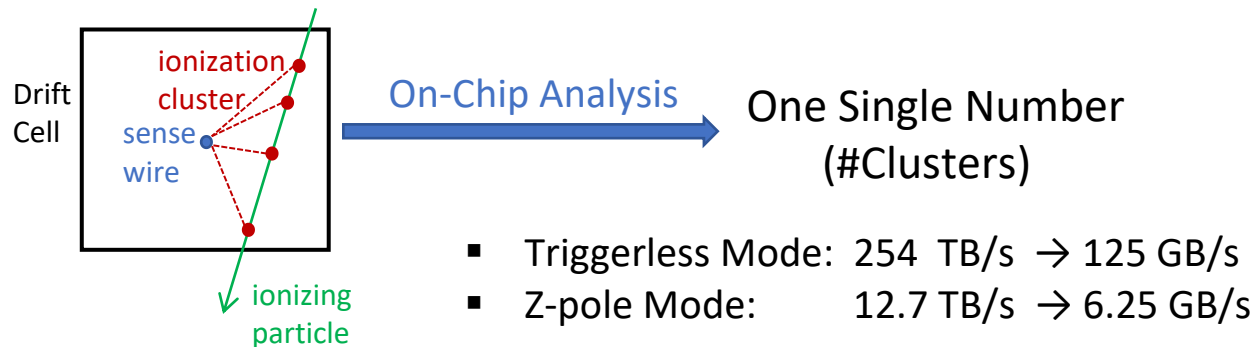 Drift
Cell
ionization
cluster
sense
wire
ionizing
particle
On-Chip Analysis
One Single Number
(#Clusters)
▪ Triggerless Mode: 254 TB/s → 125 GB/s
▪ Z-pole Mode: 12.7 TB/s → 6.25 GB/s